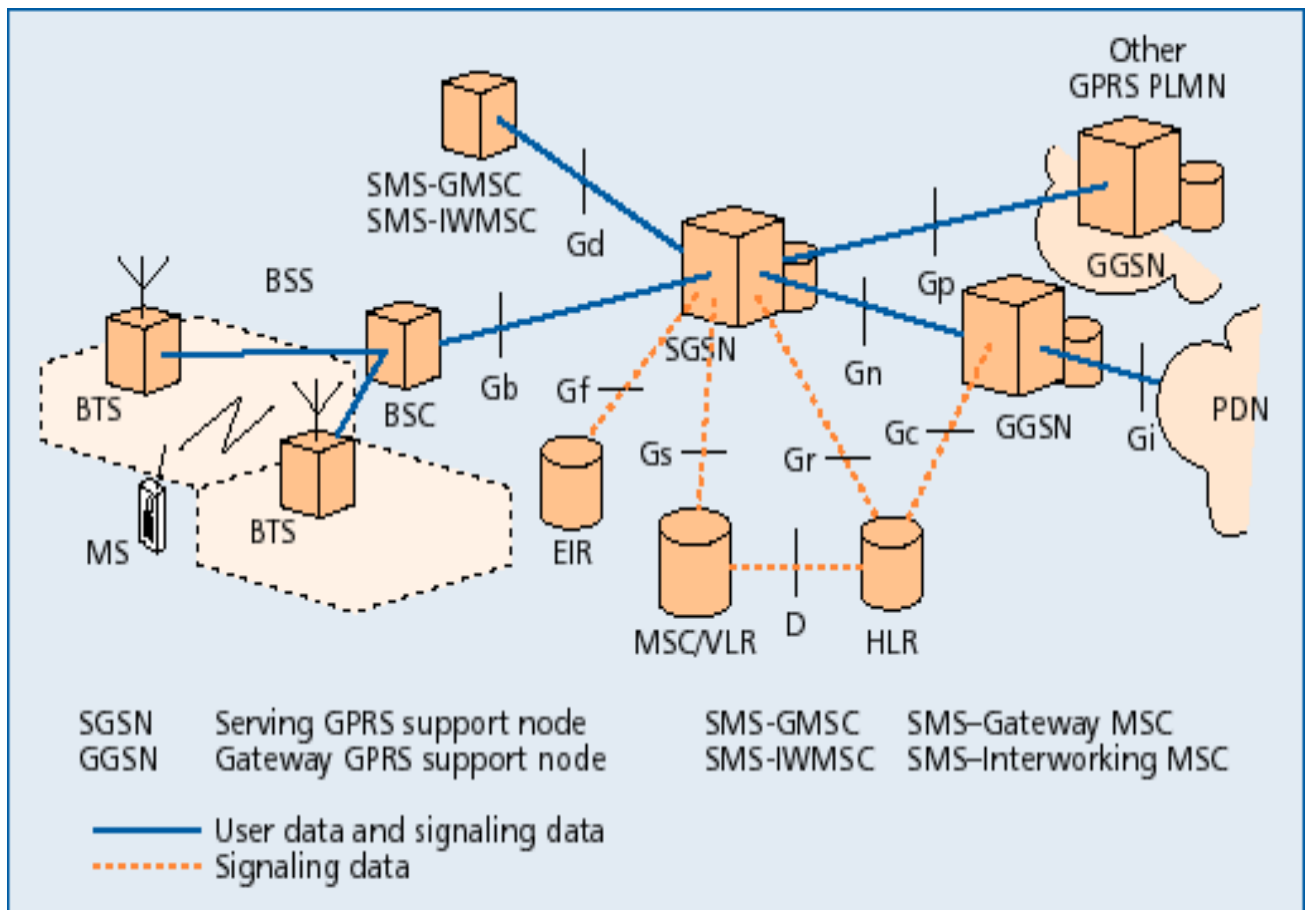 Other
GPRS PLMN
SMS-GMSC
SMS-IWMSC
Gd
BSS
Gp
GGSN
BTS
BSC
Gb
SGSN
Gf
Gn
Gc
GGSN
Gi
PDN
Gs
Gr
MS
BTS
EIR
MSC/VLR
D
HLR
SGSN Serving GPRS support node
GGSN Gateway GPRS support node
SMS-GMSC SMS–Gateway MSC
SMS-IWMSC SMS–Interworking MSC
User data and signaling data
Signaling data